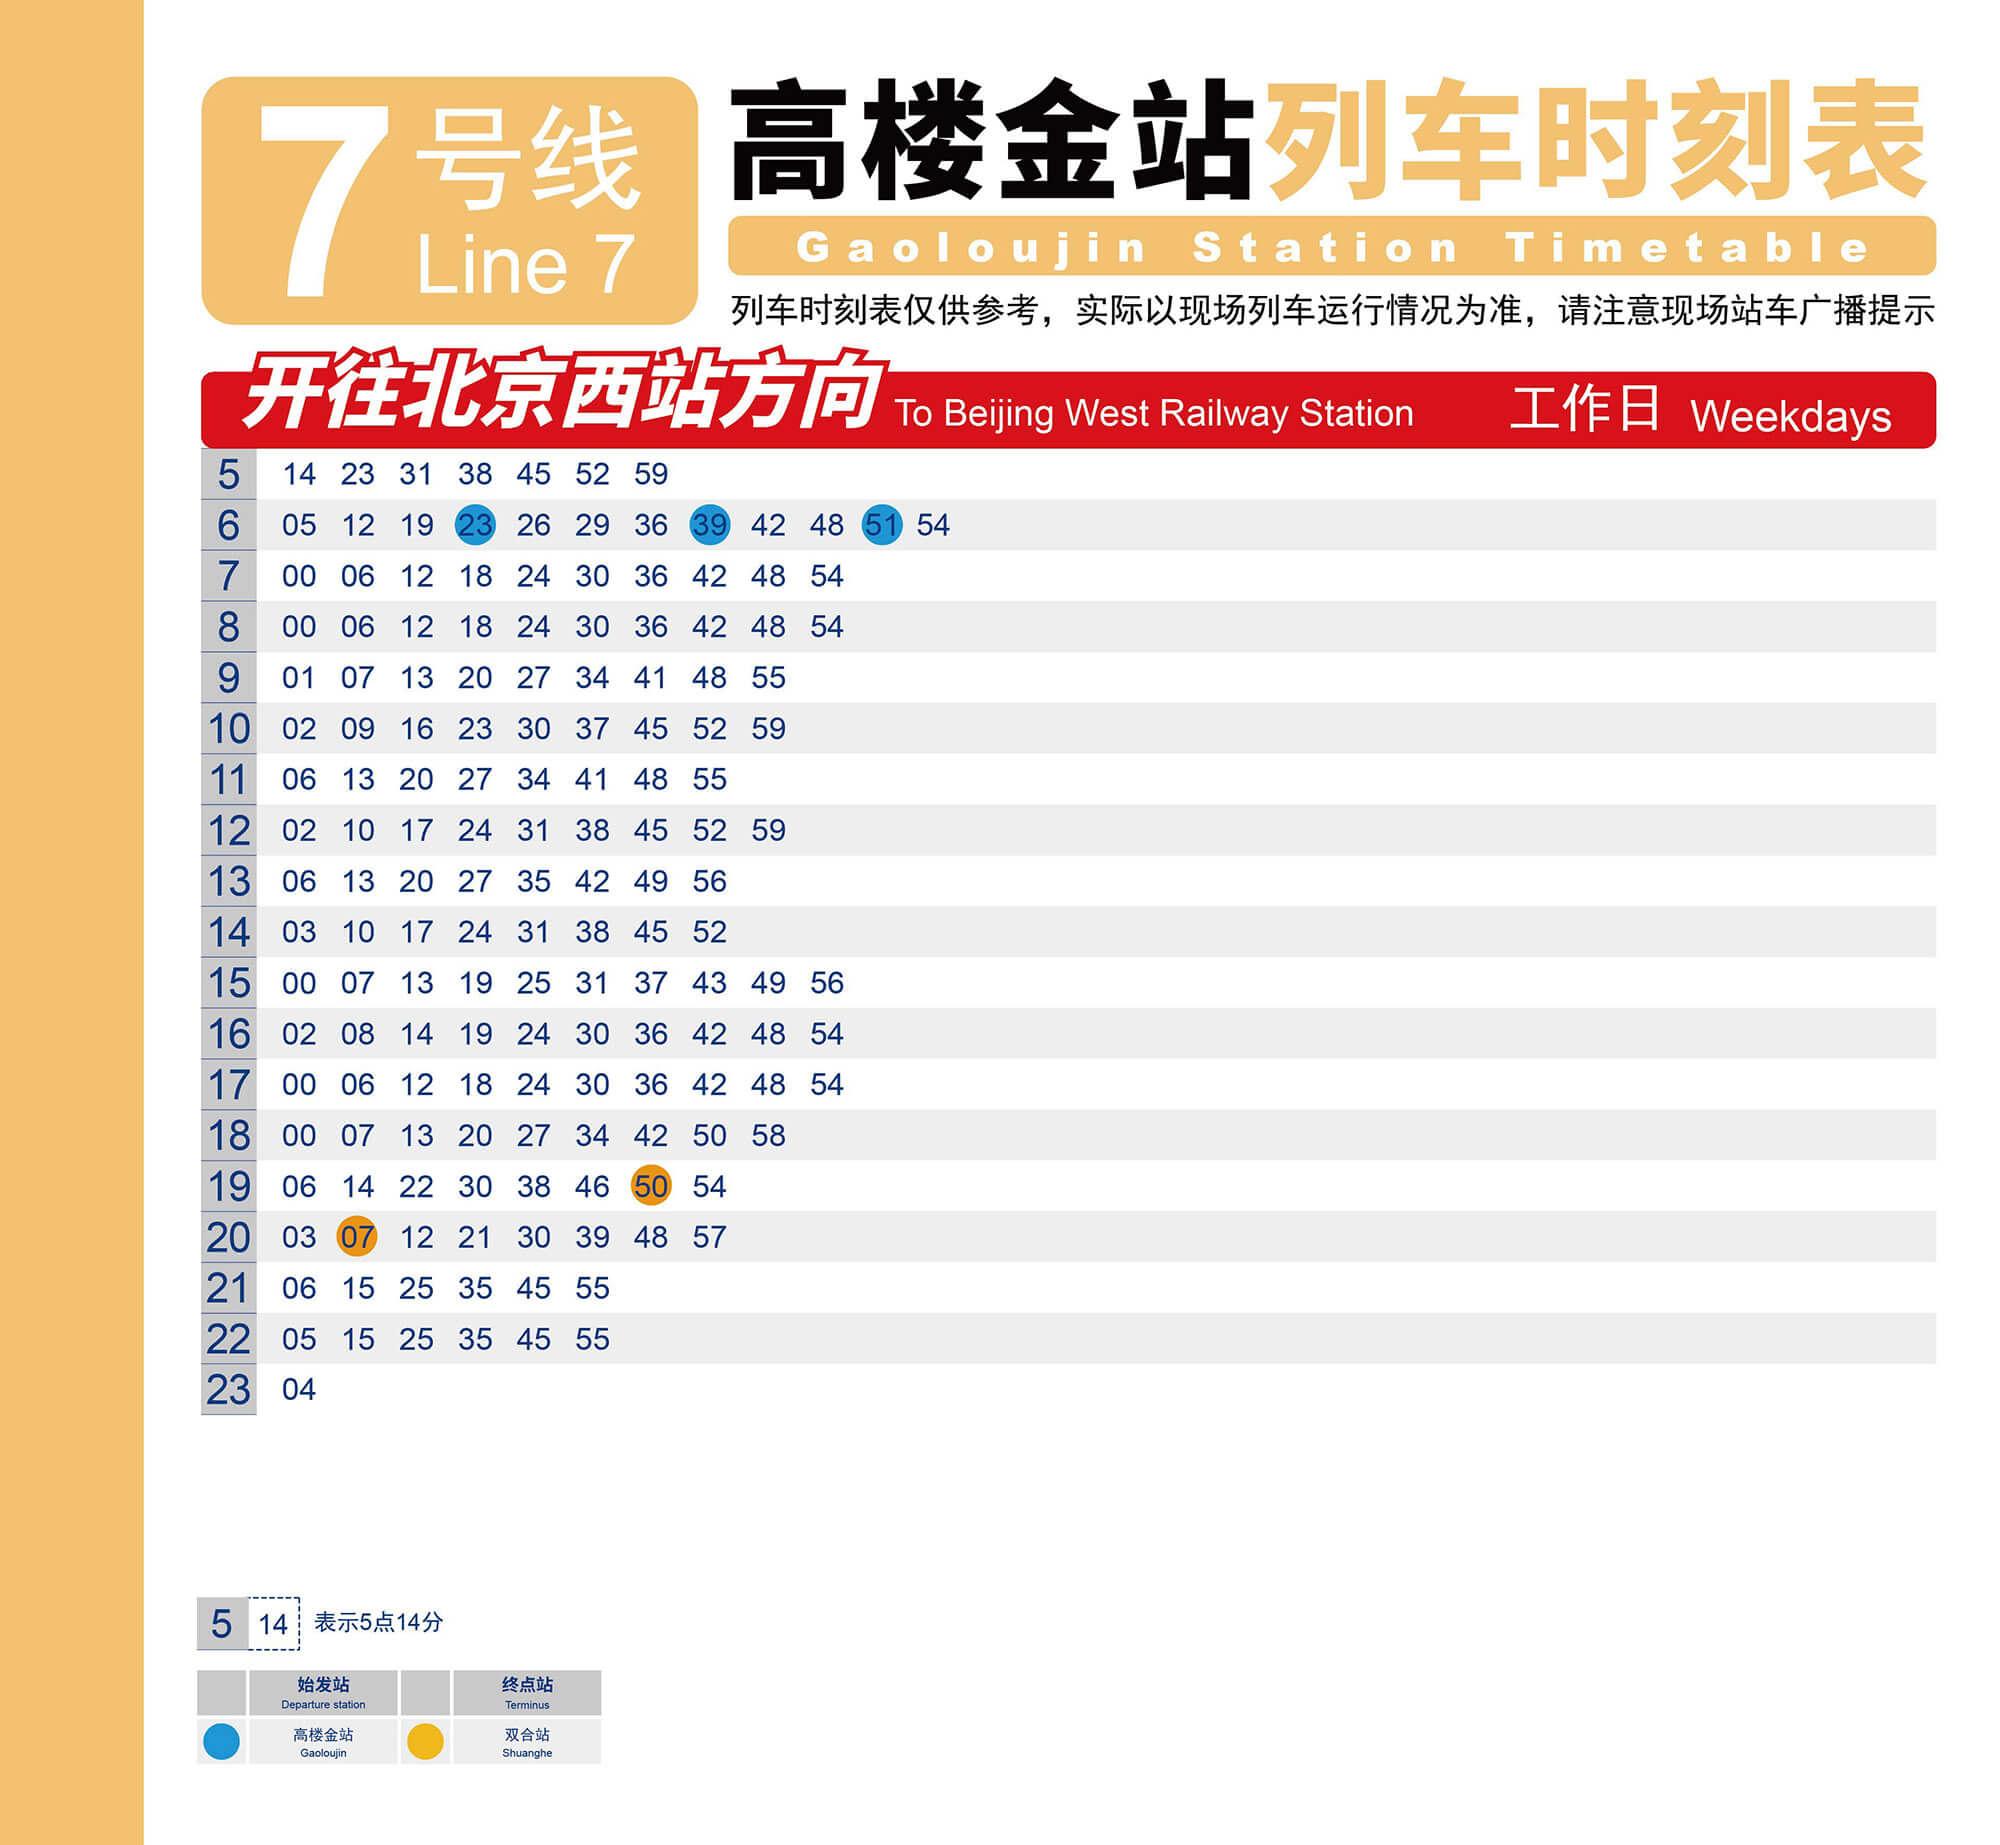 7 号线
Line 7
高楼金站列车时刻表
Gaoloujin Station Timetable
列车时刻表仅供参考，实际以现场列车运行情况为准，请注意现场站车广播提示
开往北京西站方向 To Beijing West Railway Station 工作日 Weekdays
5 14 23 31 38 45 52 59
6 05 12 19 23 26 29 36 39 42 48 51 54
7 00 06 12 18 24 30 36 42 48 54
8 00 06 12 18 24 30 36 42 48 54
9 01 07 13 20 27 34 41 48 55
10 02 09 16 23 30 37 45 52 59
11 06 13 20 27 34 41 48 55
12 02 10 17 24 31 38 45 52 59
13 06 13 20 27 35 42 49 56
14 03 10 17 24 31 38 45 52
15 00 07 13 19 25 31 37 43 49 56
16 02 08 14 19 24 30 36 42 48 54
17 00 06 12 18 24 30 36 42 48 54
18 00 07 13 20 27 34 42 50 58
19 06 14 22 30 38 46 50 54
20 03 07 12 21 30 39 48 57
21 06 15 25 35 45 55
22 05 15 25 35 45 55
23 04
5 14 表示5点14分
始发站 终点站
Departure station Terminus
高楼金站 双合站
Gaoloujin Shuanghe